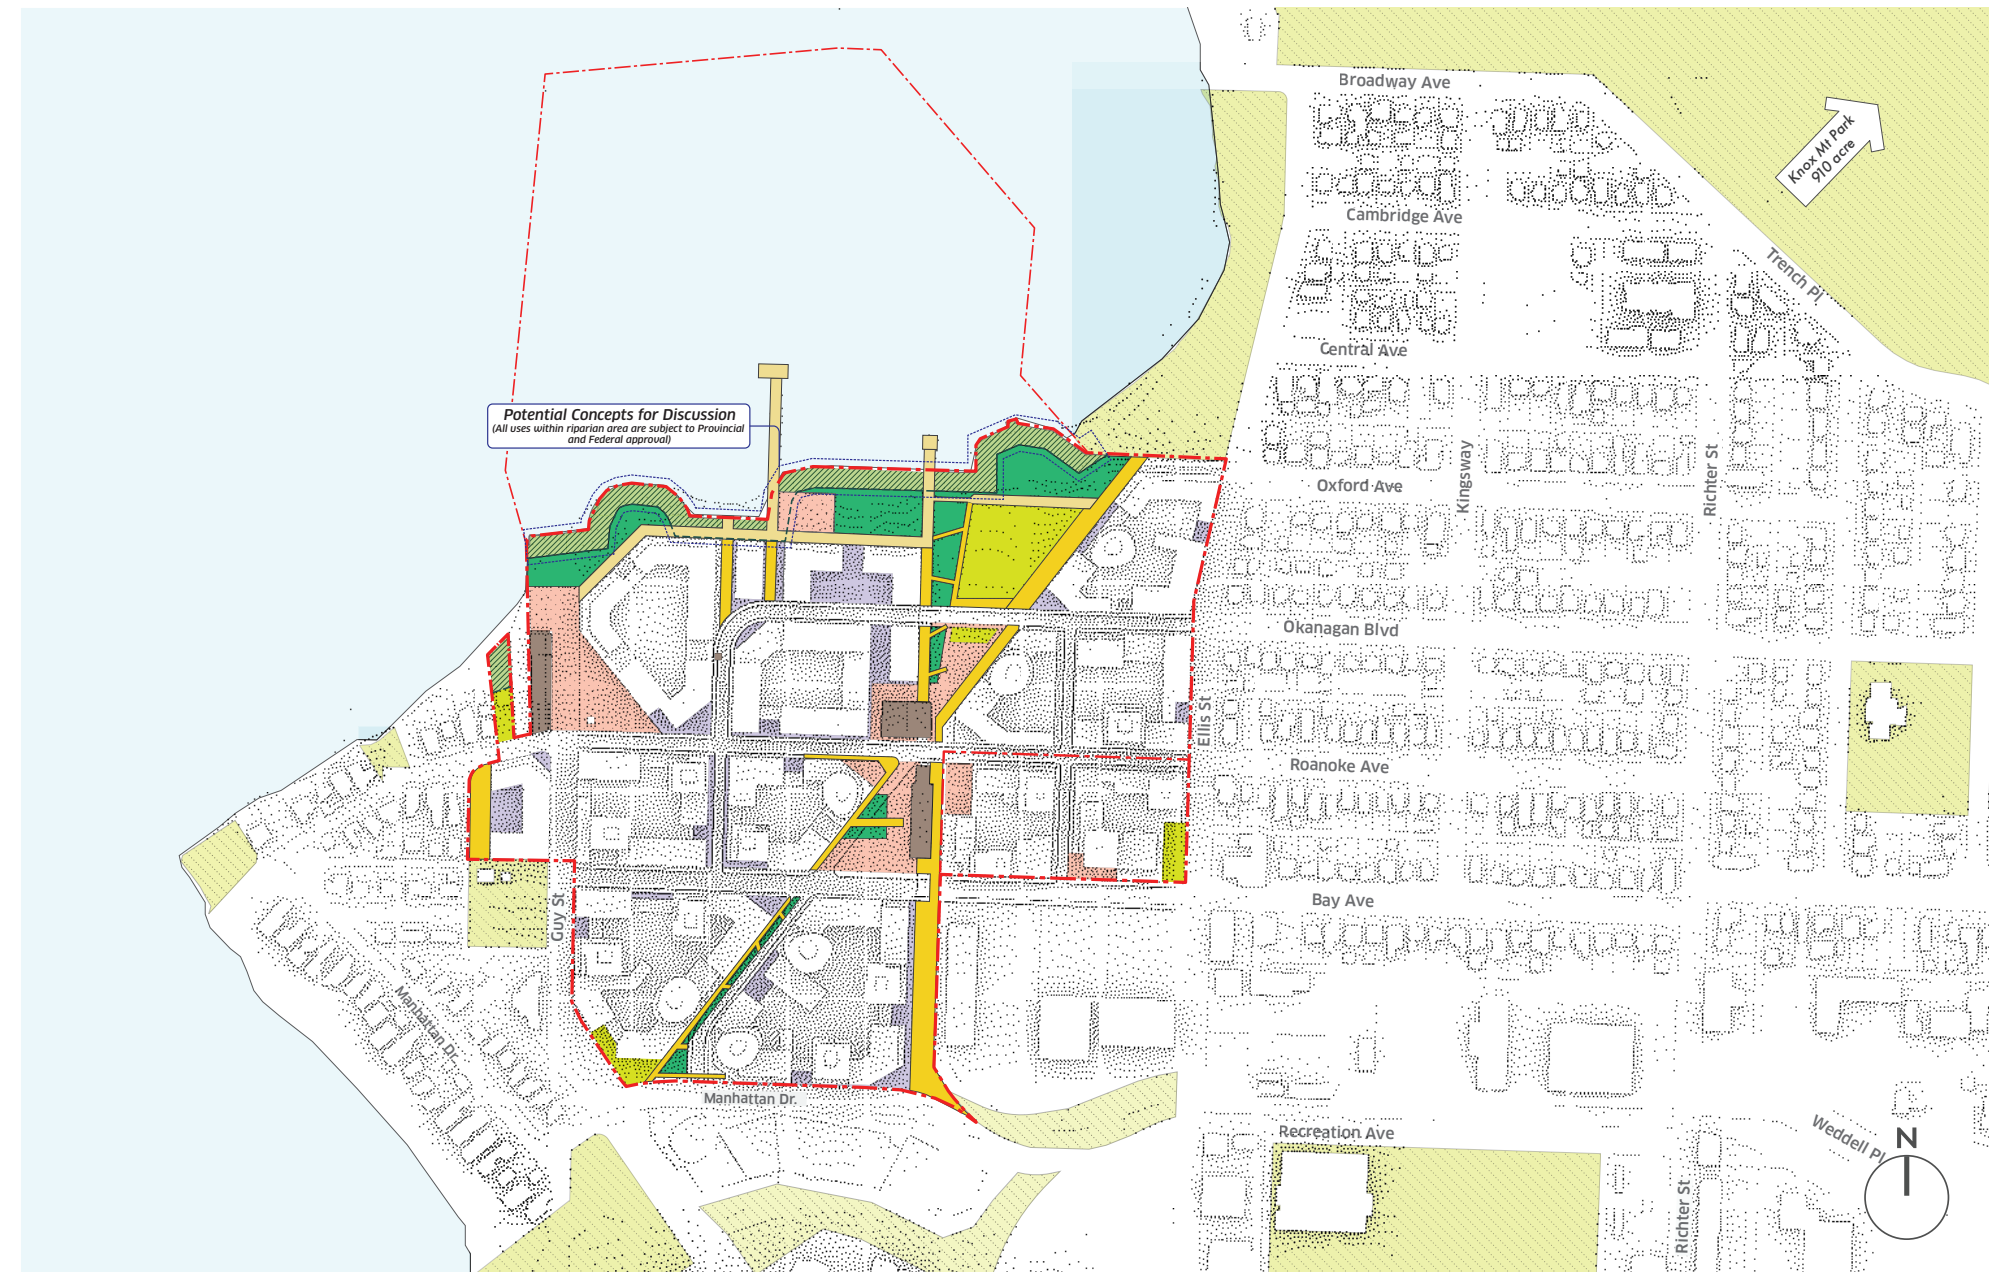 Broadway Ave
Knox Mt Park
910 acre
Cambridge Ave
Trench Pl
Central Ave
Potential Concepts for Discussion
(All uses within riparian area are subject to Provincial
and Federal approval)
Kingsway
Richter St
Oxford Ave
Okanagan Blvd
Ellis St
Roanoke Ave
Bay Ave
Guy St
Manhattan Dr.
Manhattan Dr.
Recreation Ave
Weddell Pl
N
Richter St